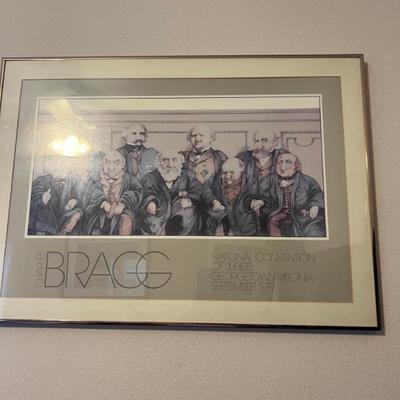 CHARLES
BRAGG
NATIONAL CONVENTION
OF JURISTS
GEORGETOWN VIRGINIA
SEPTEMBER 1979